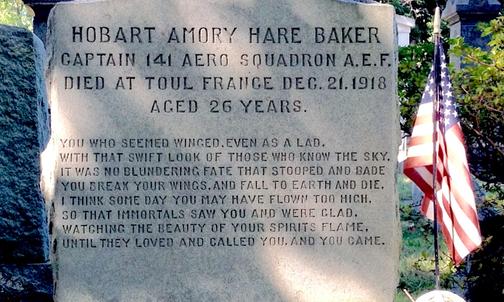 HOBART AMORY HARE BAKER
CAPTAIN 141 AERO SQUADRON A.E.F.
DIED AT TOUL FRANCE DEC. 21, 1918
AGED 26 YEARS.
YOU WHO SEEMED WINGED, EVEN AS A LAD,
WITH THAT SWIFT LOOK OF THOSE WHO KNOW THE SKY,
IT WAS NO BLUNDERING FATE THAT STOOPED AND BADE
YOU BREAK YOUR WINGS, AND FALL TO EARTH AND DIE.
I THINK SOME DAY YOU MAY HAVE FLOWN TOO HIGH,
SO THAT IMMORTALS SAW YOU AND WERE GLAD,
WATCHING THE BEAUTY OF YOUR SPIRITS FLAME,
UNTIL THEY LOVED AND CALLED YOU, AND YOU CAME.